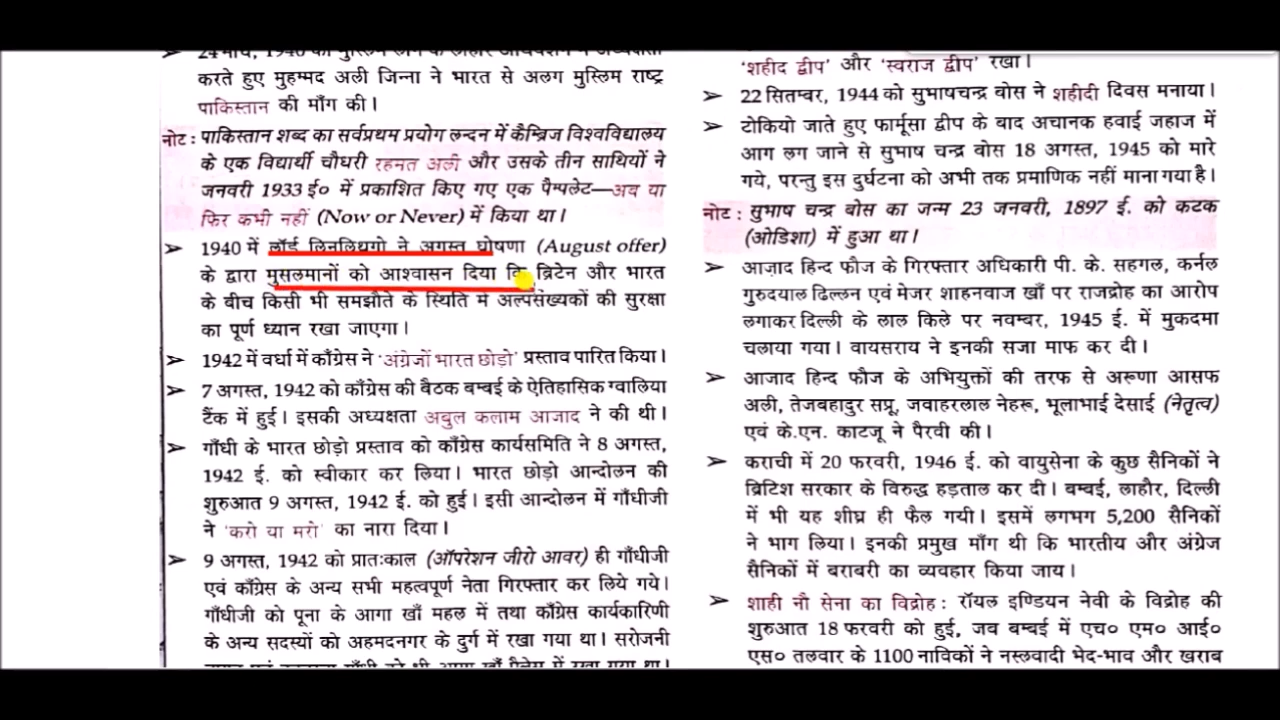 करते हुए मुहम्मद अली जिन्ना ने भारत से अलग मुस्लिम राष्ट्र
पाकिस्तान की माँग की।
नोट : पाकिस्तान शब्द का सर्वप्रथम प्रयोग लन्दन में कैम्ब्रिज विश्वविद्यालय
के एक विद्यार्थी चौधरी रहमत अली और उसके तीन साथियों ने
जनवरी 1933 ई० में प्रकाशित किए गए एक पैम्पलेट—अब या
फिर कभी नहीं (Now or Never) में किया था।
➢ 1940 में लॉर्ड लिनलिथगो ने अगस्त घोषणा (August offer)
के द्वारा मुसलमानों को आश्वासन दिया कि ब्रिटेन और भारत
के बीच किसी भी समझौते के स्थिति में अल्पसंख्यकों की सुरक्षा
का पूर्ण ध्यान रखा जाएगा।
➢ 1942 में वर्धा में काँग्रेस ने 'अंग्रेजों भारत छोड़ो' प्रस्ताव पारित किया।
➢ 7 अगस्त, 1942 को काँग्रेस की बैठक बम्बई के ऐतिहासिक ग्वालिया
टैंक में हुई। इसकी अध्यक्षता अबुल कलाम आजाद ने की थी।
➢ गाँधी के भारत छोड़ो प्रस्ताव को काँग्रेस कार्यसमिति ने 8 अगस्त,
1942 ई. को स्वीकार कर लिया। भारत छोड़ो आन्दोलन की
शुरुआत 9 अगस्त, 1942 ई. को हुई। इसी आन्दोलन में गाँधीजी
ने 'करो या मरो' का नारा दिया।
➢ 9 अगस्त, 1942 को प्रातःकाल (ऑपरेशन जीरो आवर) ही गाँधीजी
एवं काँग्रेस के अन्य सभी महत्वपूर्ण नेता गिरफ्तार कर लिये गये।
गाँधीजी को पूना के आगा खाँ महल में तथा काँग्रेस कार्यकारिणी
के अन्य सदस्यों को अहमदनगर के दुर्ग में रखा गया था। सरोजनी
'शहीद द्वीप' और 'स्वराज द्वीप' रखा।
➢ 22 सितम्बर, 1944 को सुभाषचन्द्र बोस ने शहीदी दिवस मनाया।
➢ टोकियो जाते हुए फार्मूसा द्वीप के बाद अचानक हवाई जहाज में
आग लग जाने से सुभाष चन्द्र बोस 18 अगस्त, 1945 को मारे
गये, परन्तु इस दुर्घटना को अभी तक प्रमाणिक नहीं माना गया है।
नोट : सुभाष चन्द्र बोस का जन्म 23 जनवरी, 1897 ई. को कटक
(ओडिशा) में हुआ था।
➢ आज़ाद हिन्द फौज के गिरफ्तार अधिकारी पी. के. सहगल, कर्नल
गुरुदयाल ढिल्लन एवं मेजर शाहनवाज खाँ पर राजद्रोह का आरोप
लगाकर दिल्ली के लाल किले पर नवम्बर, 1945 ई. में मुकदमा
चलाया गया। वायसराय ने इनकी सजा माफ कर दी।
➢ आजाद हिन्द फौज के अभियुक्तों की तरफ से अरूणा आसफ
अली, तेजबहादुर सप्रू, जवाहरलाल नेहरू, भूलाभाई देसाई (नेतृत्व)
एवं के.एन. काटजू ने पैरवी की।
➢ कराची में 20 फरवरी, 1946 ई. को वायुसेना के कुछ सैनिकों ने
ब्रिटिश सरकार के विरुद्ध हड़ताल कर दी। बम्बई, लाहौर, दिल्ली
में भी यह शीघ्र ही फैल गयी। इसमें लगभग 5,200 सैनिकों
ने भाग लिया। इनकी प्रमुख माँग थी कि भारतीय और अंग्रेज
सैनिकों में बराबरी का व्यवहार किया जाय।
➢ शाही नौ सेना का विद्रोह : रॉयल इण्डियन नेवी के विद्रोह की
शुरुआत 18 फरवरी को हुई, जब बम्बई में एच० एम० आई०
एस० तलवार के 1100 नाविकों ने नस्लवादी भेद-भाव और खराब